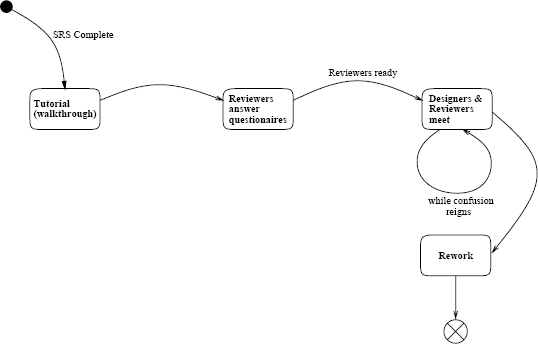 SRS Complete
Reviewers ready
Tutorial
(walkthrough)
Reviewers
answer
questionaires
Designers &
Reviewers
meet
while confusion
reigns
Rework